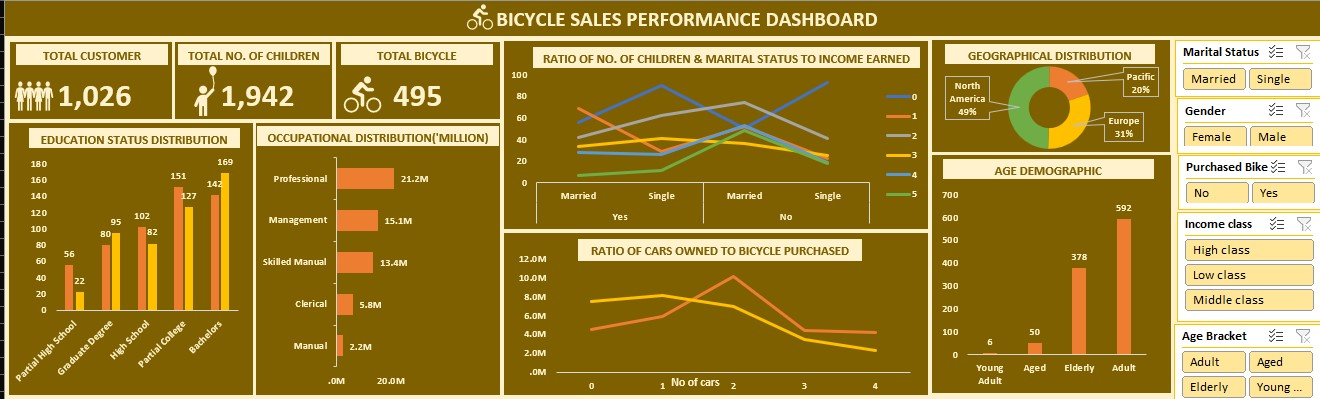 BICYCLE SALES PERFORMANCE DASHBOARD
TOTAL CUSTOMER
1,026
TOTAL NO. OF CHILDREN
1,942
TOTAL BICYCLE
495
EDUCATION STATUS DISTRIBUTION
180
160
140
120
100
80
60
40
20
0
56
22
80
95
102
82
151
127
142
169
Partial High School
Graduate Degree
High School
Partial College
Bachelors
OCCUPATIONAL DISTRIBUTION('MILLION)
Professional
21.2M
Management
15.1M
Skilled Manual
13.4M
Clerical
5.8M
Manual
2.2M
.0M
20.0M
RATIO OF NO. OF CHILDREN & MARITAL STATUS TO INCOME EARNED
100
80
60
40
20
0
Married
Single
Married
Single
Yes
No
0
1
2
3
4
5
RATIO OF CARS OWNED TO BICYCLE PURCHASED
12.0M
10.0M
8.0M
6.0M
4.0M
2.0M
.0M
0
1
2
3
4
No of cars
GEOGRAPHICAL DISTRIBUTION
North
America
49%
Pacific
20%
Europe
31%
AGE DEMOGRAPHIC
700
600
500
400
300
200
100
0
6
50
378
592
Young
Adult
Aged
Elderly
Adult
Marital Status
Married
Single
Gender
Female
Male
Purchased Bike
No
Yes
Income class
High class
Low class
Middle class
Age Bracket
Adult
Aged
Elderly
Young ...